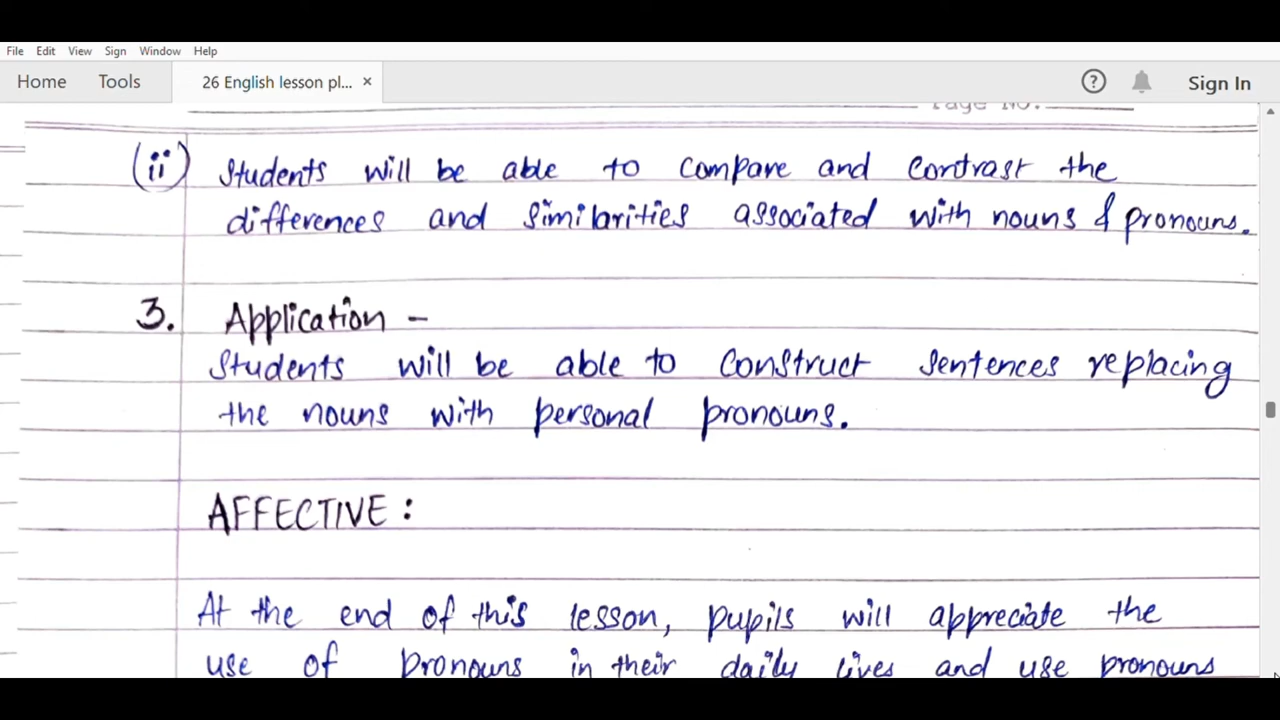 File Edit View Sign Window Help
Home Tools 26 English lesson pl... × ? Sign In
Page No.
(ii) Students will be able to compare and contrast the
differences and similarities associated with nouns & pronouns.
3. Application -
Students will be able to construct sentences replacing
the nouns with personal pronouns.
AFFECTIVE :
At the end of this lesson, pupils will appreciate the
use of pronouns in their daily lives and use pronouns